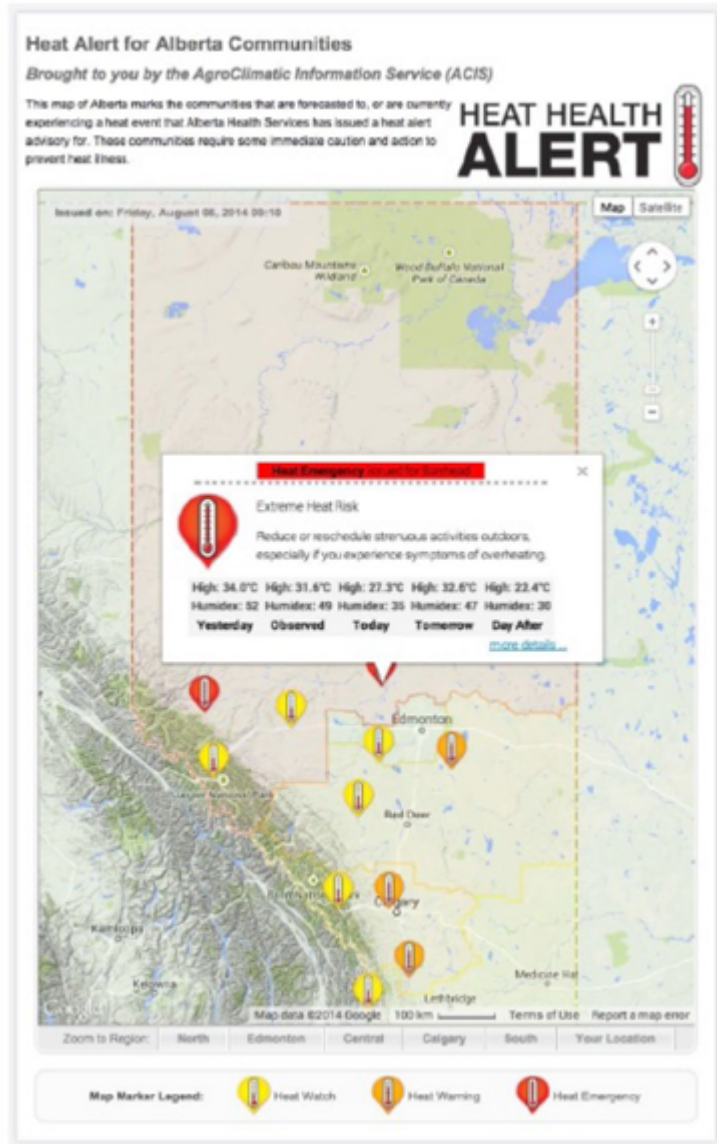 Heat Alert for Alberta Communities
Brought to you by the AgroClimatic Information Service (ACIS)
This map of Alberta marks the communities that are forecasted to, or are currently
experiencing a heat event that Alberta Health Services has issued a heat alert
advisory for. These communities require some immediate caution and action to
prevent heat illness.
HEAT HEALTH
ALERT
Issued on: Friday, August 08, 2014 09:10
Map Satellite
Caribou Mountains
Wildland
Wood Buffalo National
Park of Canada
Heat Emergency issued for Barrhead
Extreme Heat Risk
Reduce or reschedule strenuous activities outdoors,
especially if you experience symptoms of overheating.
High: 34.0°C High: 31.6°C High: 27.3°C High: 32.6°C High: 22.4°C
Humidex: 52 Humidex: 49 Humidex: 35 Humidex: 47 Humidex: 30
Yesterday Observed Today Tomorrow Day After
more details ...
Edmonton
Jasper National Park
Red Deer
Calgary
Kamloops
Kelowna
Medicine Hat
Lethbridge
Map data ©2014 Google 100 km Terms of Use Report a map error
Zoom to Region: North Edmonton Central Calgary South Your Location
Map Marker Legend: Heat Watch Heat Warning Heat Emergency